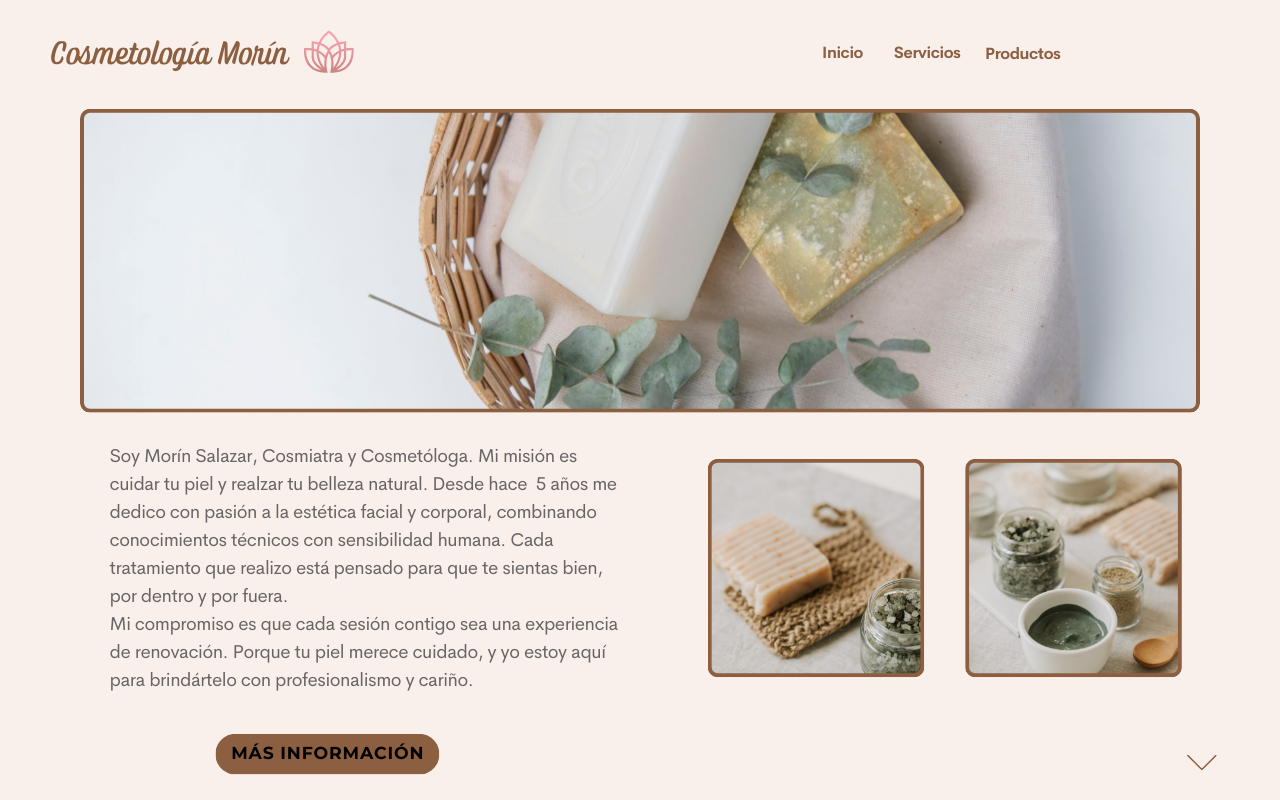 Cosmetología Morín
Inicio
Servicios
Productos
Soy Morín Salazar, Cosmiatra y Cosmetóloga. Mi misión es
cuidar tu piel y realzar tu belleza natural. Desde hace  5 años me
dedico con pasión a la estética facial y corporal, combinando
conocimientos técnicos con sensibilidad humana. Cada
tratamiento que realizo está pensado para que te sientas bien,
por dentro y por fuera.
Mi compromiso es que cada sesión contigo sea una experiencia
de renovación. Porque tu piel merece cuidado, y yo estoy aquí
para brindártelo con profesionalismo y cariño.
MÁS INFORMACIÓN